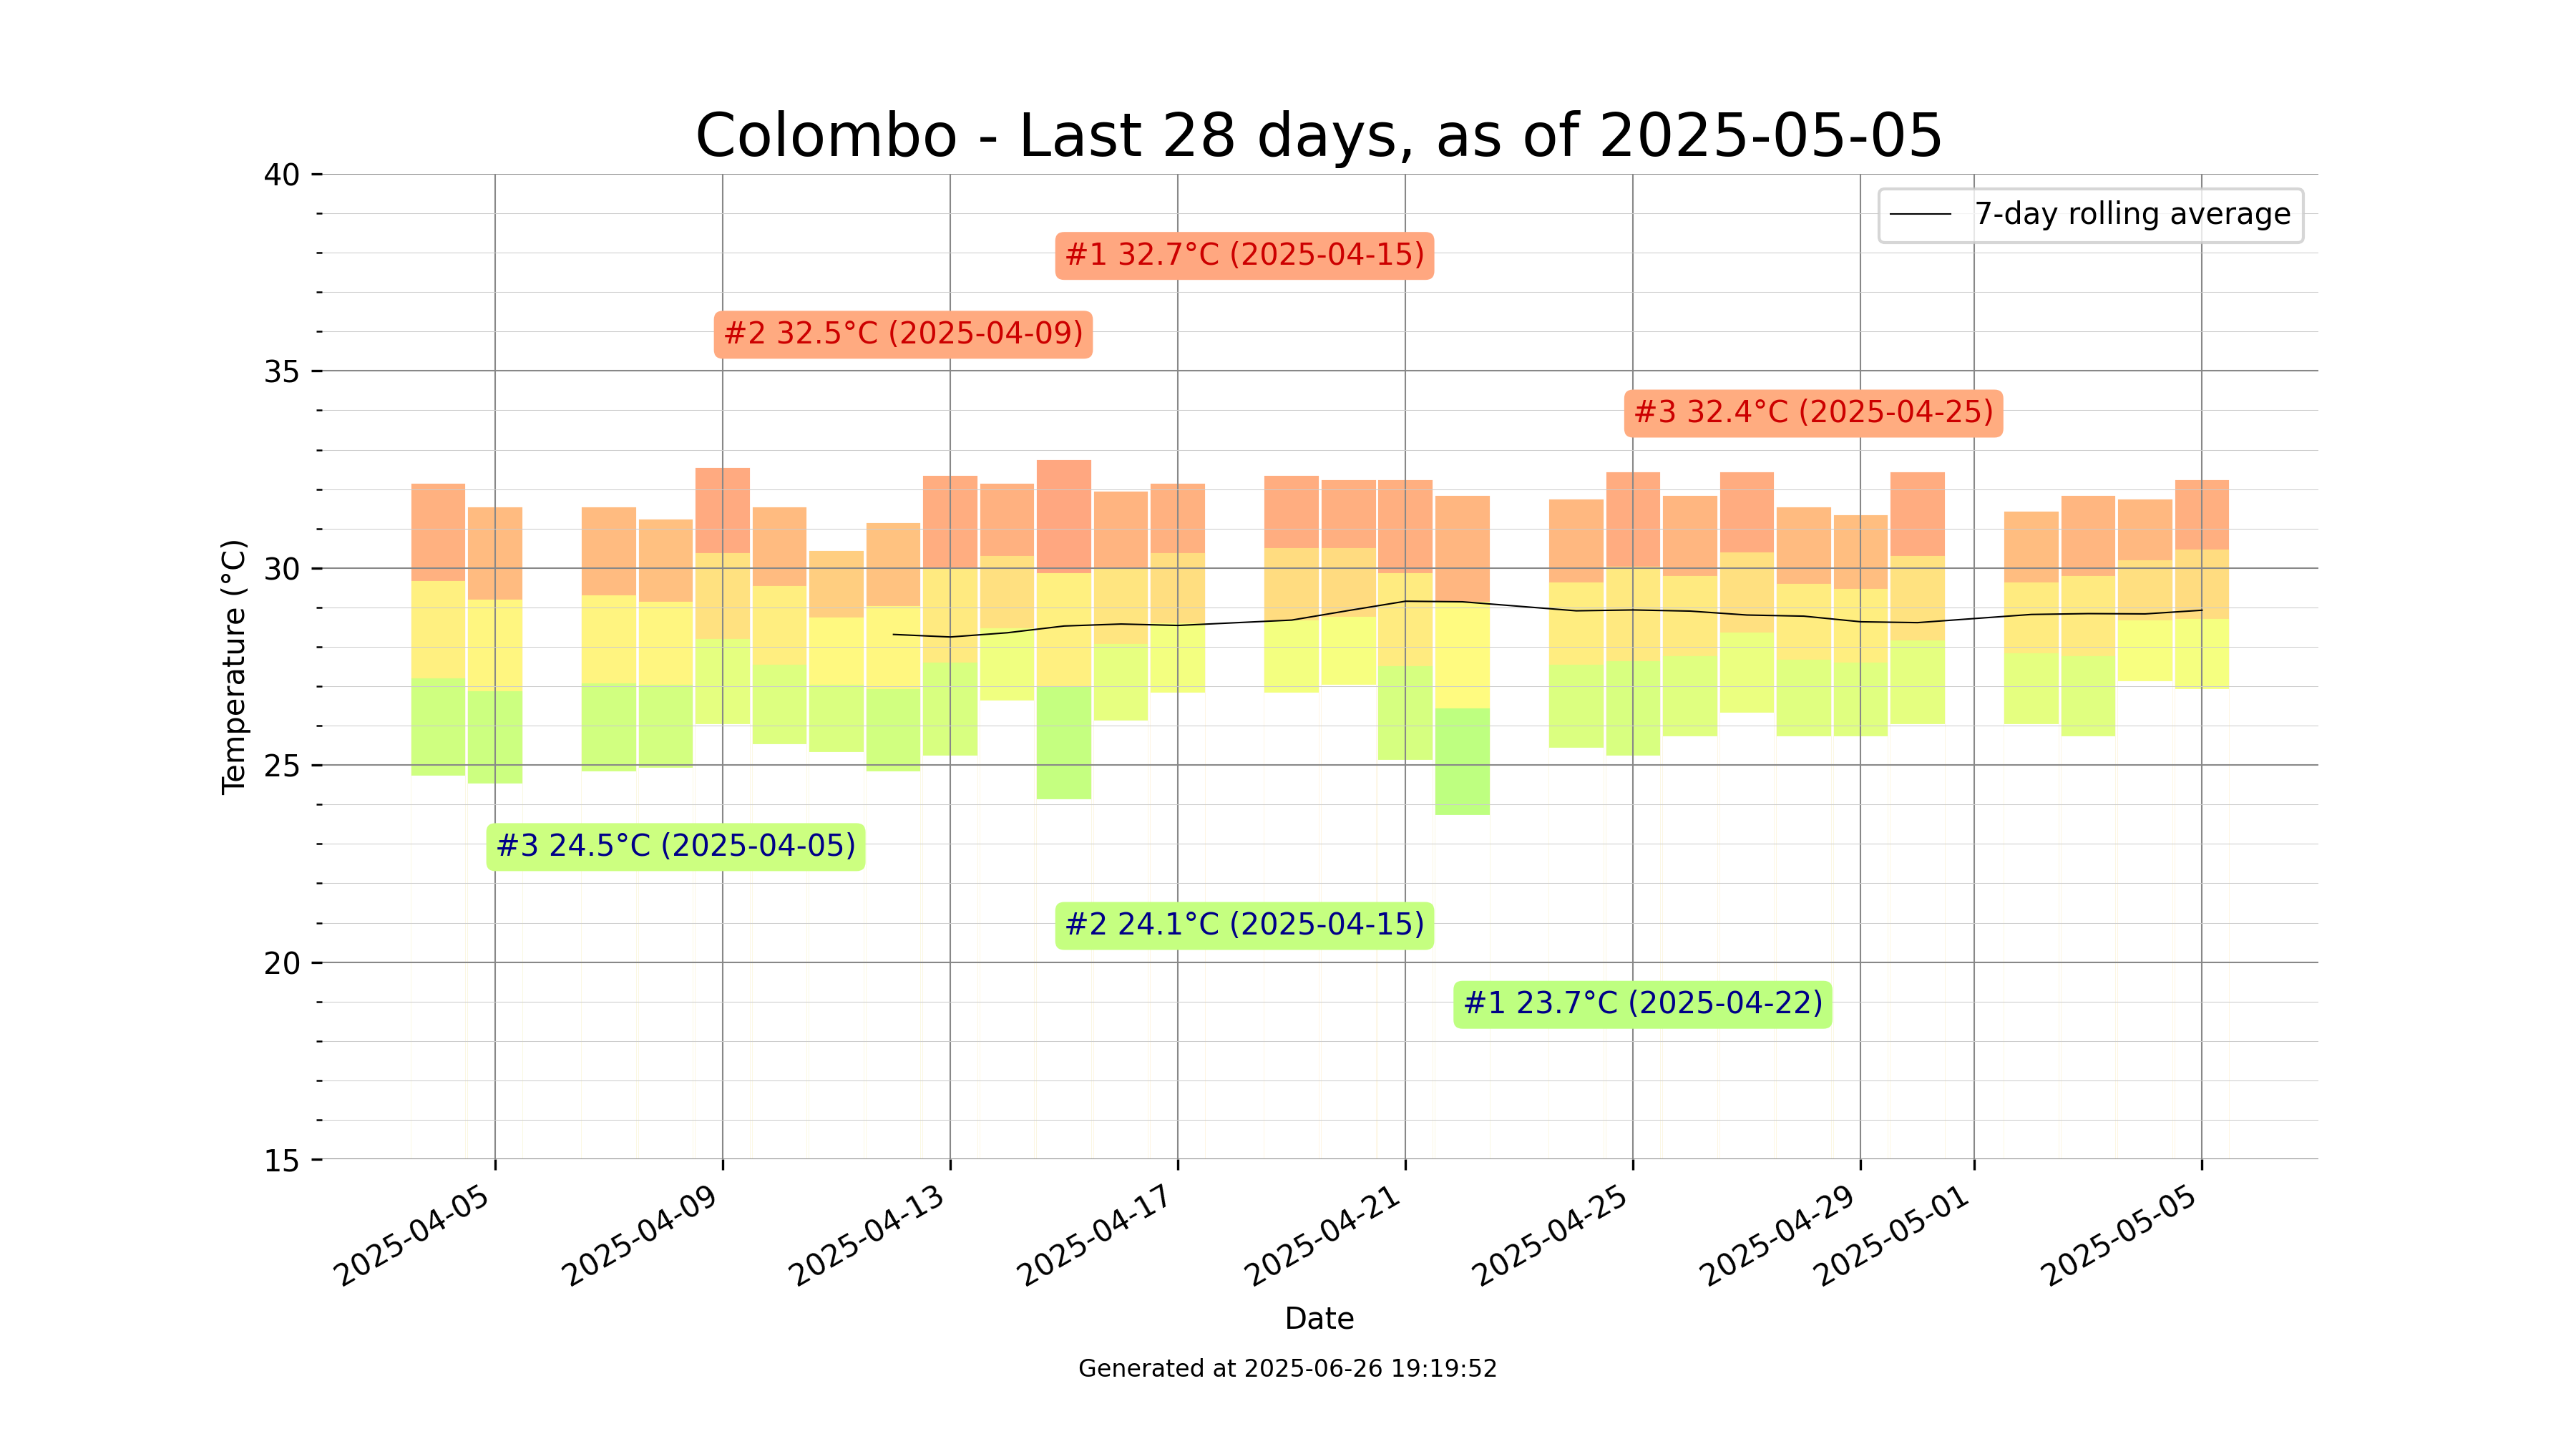 Colombo - Last 28 days, as of 2025-05-05
7-day rolling average
#1 32.7°C (2025-04-15)
#2 32.5°C (2025-04-09)
#3 32.4°C (2025-04-25)
#3 24.5°C (2025-04-05)
#2 24.1°C (2025-04-15)
#1 23.7°C (2025-04-22)
Temperature (°C)
40
35
30
25
20
15
2025-04-05
2025-04-09
2025-04-13
2025-04-17
2025-04-21
2025-04-25
2025-04-29
2025-05-01
2025-05-05
Date
Generated at 2025-06-26 19:19:52